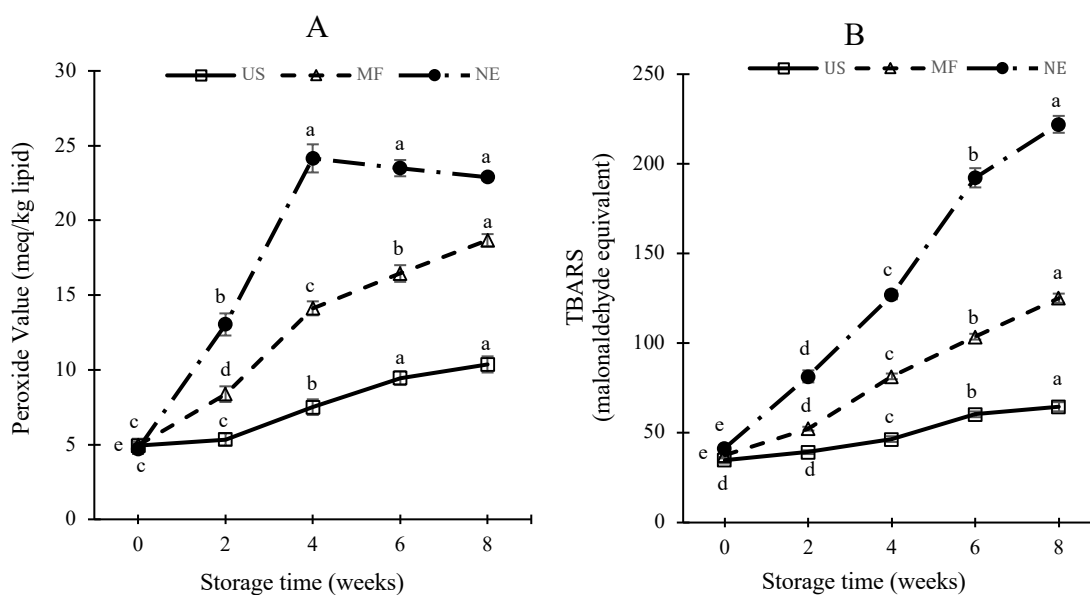 A
US MF NE
30
25
20
15
10
5
0
Peroxide Value (meq/kg lipid)
a
a
a
b
a
b
c
d
a
a
b
c
c
e
c
0 2 4 6 8
Storage time (weeks)
B
US MF NE
250
200
150
100
50
0
TBARS
(malonaldehyde equivalent)
a
b
c
a
d
b
c
d
a
b
c
e
e
d
d
0 2 4 6 8
Storage time (weeks)